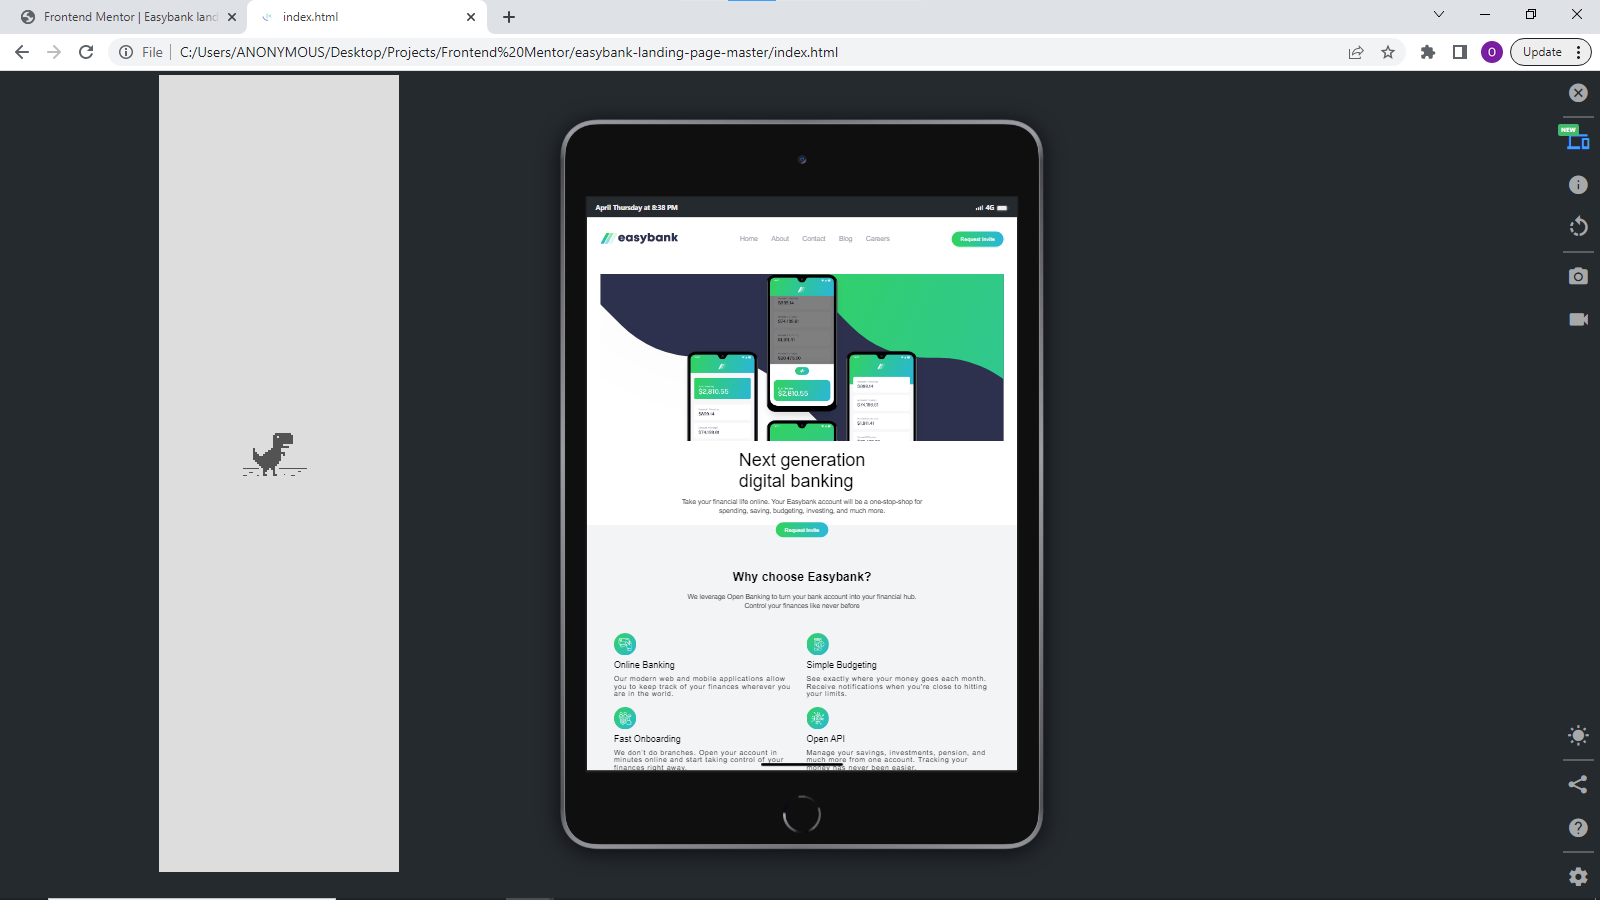 Frontend Mentor | Easybank land
index.html
File
C:/Users/ANONYMOUS/Desktop/Projects/Frontend%20Mentor/easybank-landing-page-master/index.html
O
Update
NEW
April Thursday at 8:38 PM
4G
easybank
Home
About
Contact
Blog
Careers
Request Invite
$2,810.55
$2,810.55
Next generation
digital banking
Take your financial life online. Your Easybank account will be a one-stop-shop for
spending, saving, budgeting, investing, and much more.
Request Invite
Why choose Easybank?
We leverage Open Banking to turn your bank account into your financial hub.
Control your finances like never before
Online Banking
Our modern web and mobile applications allow
you to keep track of your finances wherever you
are in the world.
Simple Budgeting
See exactly where your money goes each month.
Receive notifications when you're close to hitting
your limits.
Fast Onboarding
We don't do branches. Open your account in
minutes online and start taking control of your
finances right away.
Open API
Manage your savings, investments, pension, and
much more from one account. Tracking your
money has never been easier.